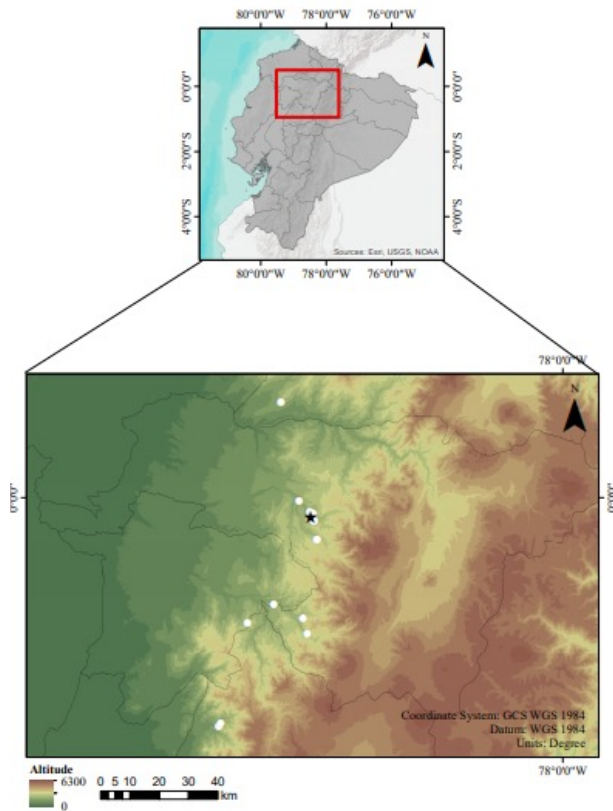 80°0'0"W 78°0'0"W 76°0'0"W
N
0°0'0" 0°0'0"
2°0'0"S 2°0'0"S
4°0'0"S 4°0'0"S
Sources: Esri, USGS, NOAA
80°0'0"W 78°0'0"W 76°0'0"W
78°0'0"W
N
0°0'0" 0°0'0"
Coordinate System: GCS WGS 1984
Datum: WGS 1984
Units: Degree
78°0'0"W
Altitude
6300
0
0 5 10 20 30 40
km